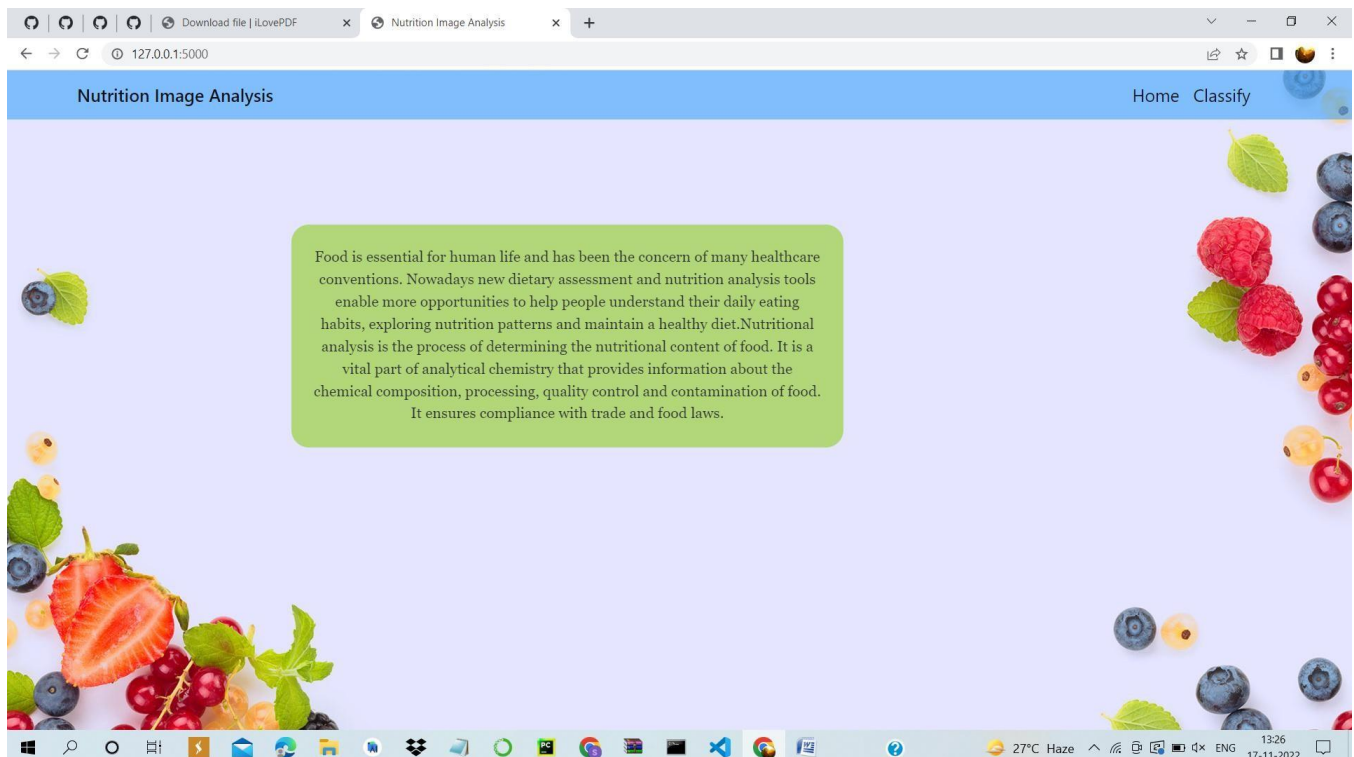 Download file | iLovePDF
Nutrition Image Analysis
127.0.0.1:5000
Nutrition Image Analysis
Home Classify
Food is essential for human life and has been the concern of many healthcare
conventions. Nowadays new dietary assessment and nutrition analysis tools
enable more opportunities to help people understand their daily eating
habits, exploring nutrition patterns and maintain a healthy diet.Nutritional
analysis is the process of determining the nutritional content of food. It is a
vital part of analytical chemistry that provides information about the
chemical composition, processing, quality control and contamination of food.
It ensures compliance with trade and food laws.
27°C Haze
ENG
13:26
17-11-2022